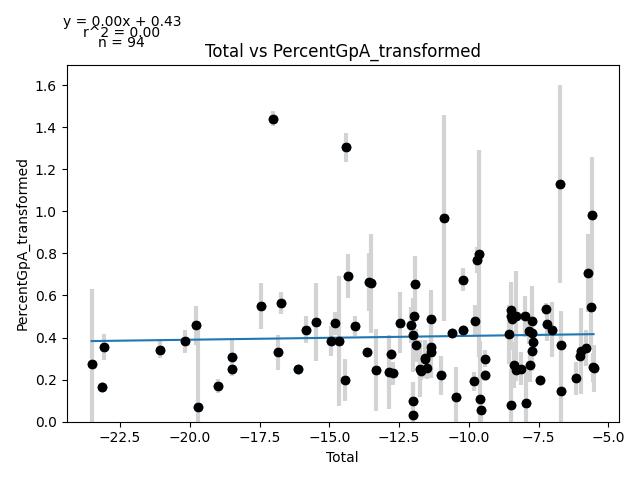 y = 0.00x + 0.43
r^2 = 0.00
n = 94
Total vs PercentGpA_transformed
PercentGpA_transformed
1.6
1.4
1.2
1.0
0.8
0.6
0.4
0.2
0.0
−22.5 −20.0 −17.5 −15.0 −12.5 −10.0 −7.5 −5.0
Total